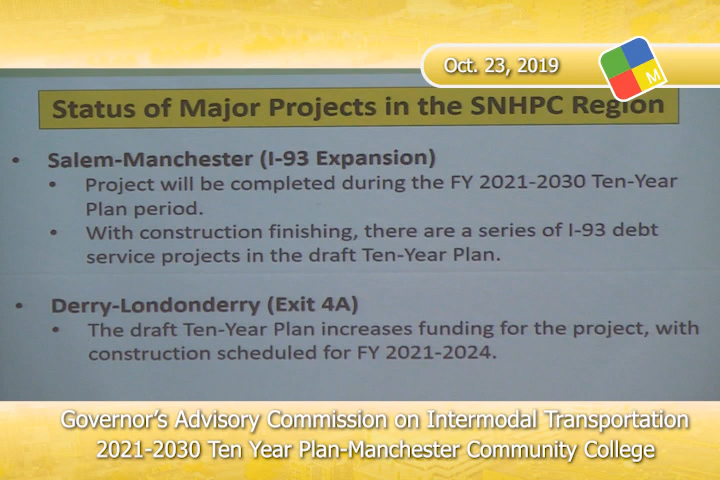 Oct. 23, 2019
M
Status of Major Projects in the SNHPC Region
• Salem-Manchester (I-93 Expansion)
• Project will be completed during the FY 2021-2030 Ten-Year
Plan period.
• With construction finishing, there are a series of I-93 debt
service projects in the draft Ten-Year Plan.
• Derry-Londonderry (Exit 4A)
• The draft Ten-Year Plan increases funding for the project, with
construction scheduled for FY 2021-2024.
Governor's Advisory Commission on Intermodal Transportation
2021-2030 Ten Year Plan-Manchester Community College